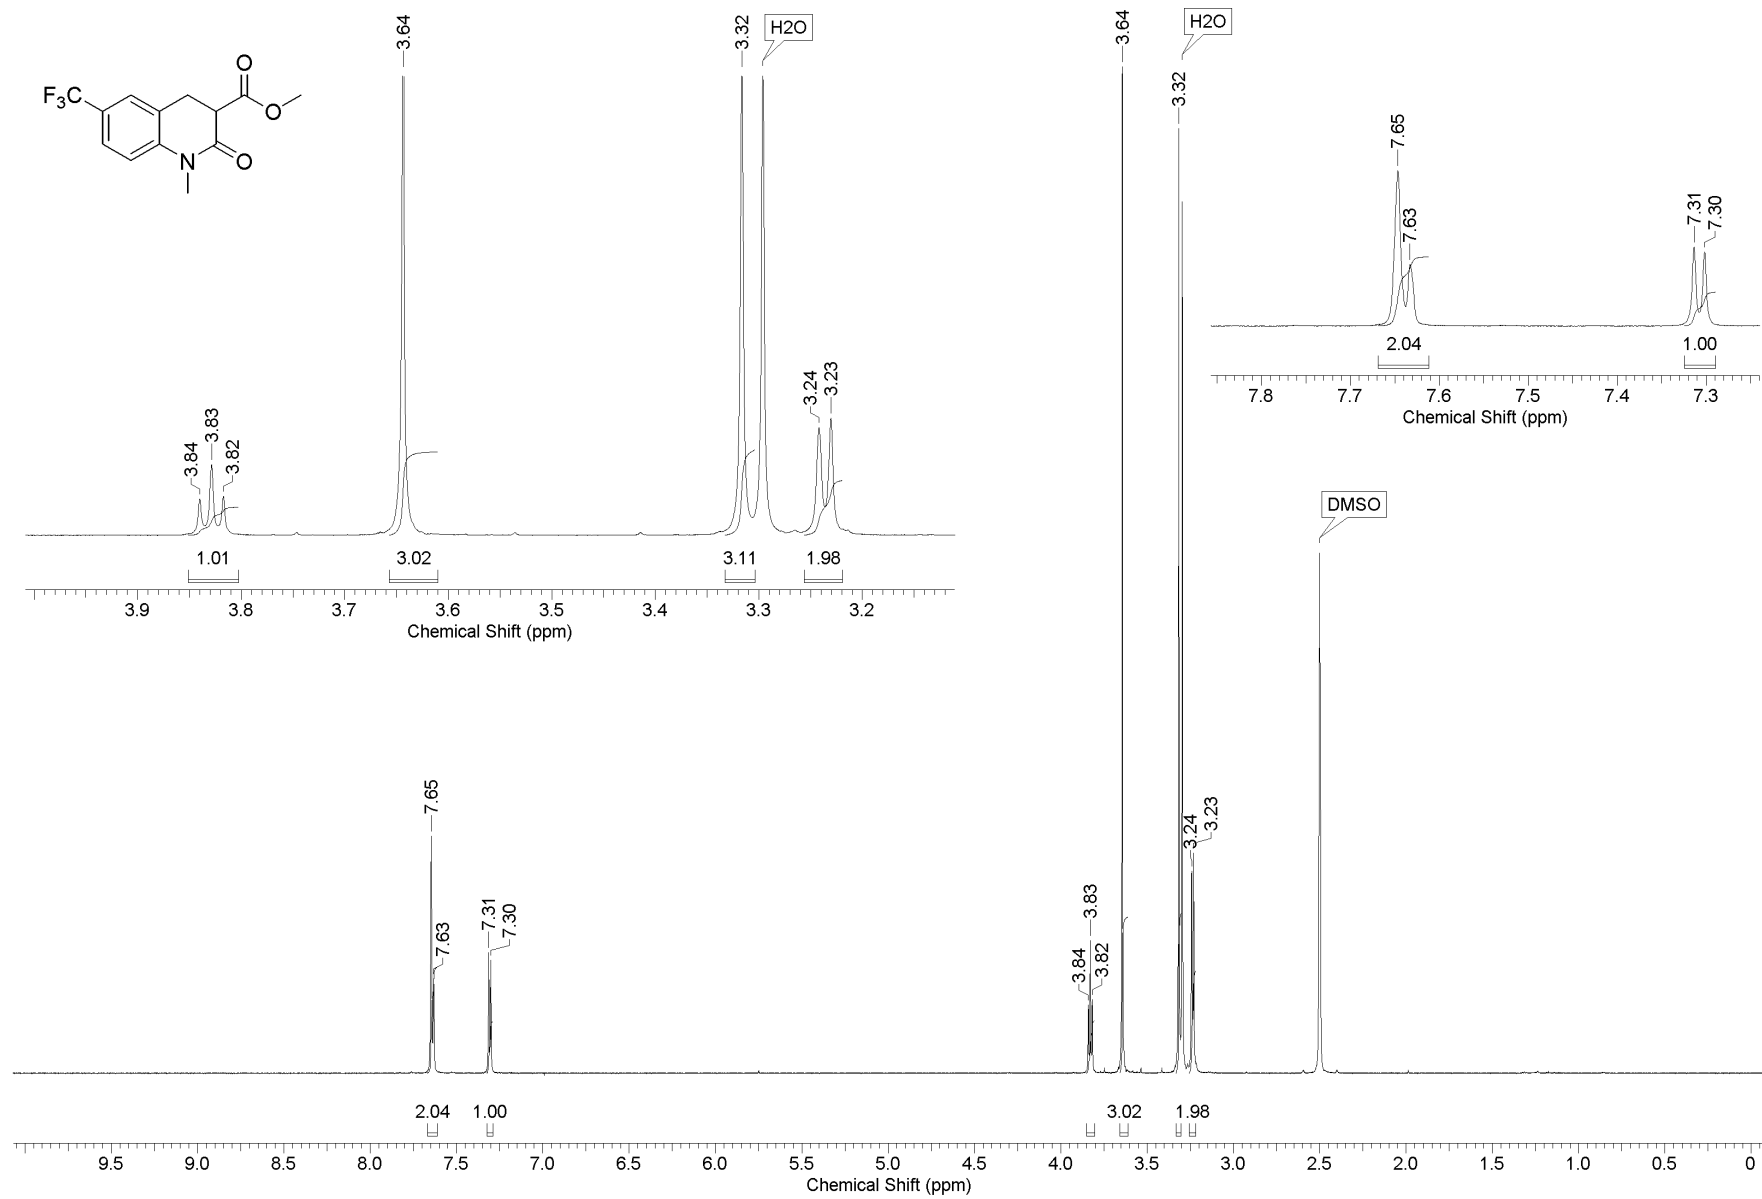 3.64
3.32
H2O
3.84
3.83
3.82
3.24
3.23
1.01
3.02
3.11
1.98
3.9 3.8 3.7 3.6 3.5 3.4 3.3 3.2
Chemical Shift (ppm)
F3C
O
O
N
O
7.65
7.63
7.31
7.30
2.04
1.00
7.8 7.7 7.6 7.5 7.4 7.3
Chemical Shift (ppm)
3.64
H2O
3.32
DMSO
7.65
7.63
7.31
7.30
3.84
3.83
3.82
3.24
3.23
2.04
1.00
3.02
1.98
9.5 9.0 8.5 8.0 7.5 7.0 6.5 6.0 5.5 5.0 4.5 4.0 3.5 3.0 2.5 2.0 1.5 1.0 0.5 0
Chemical Shift (ppm)